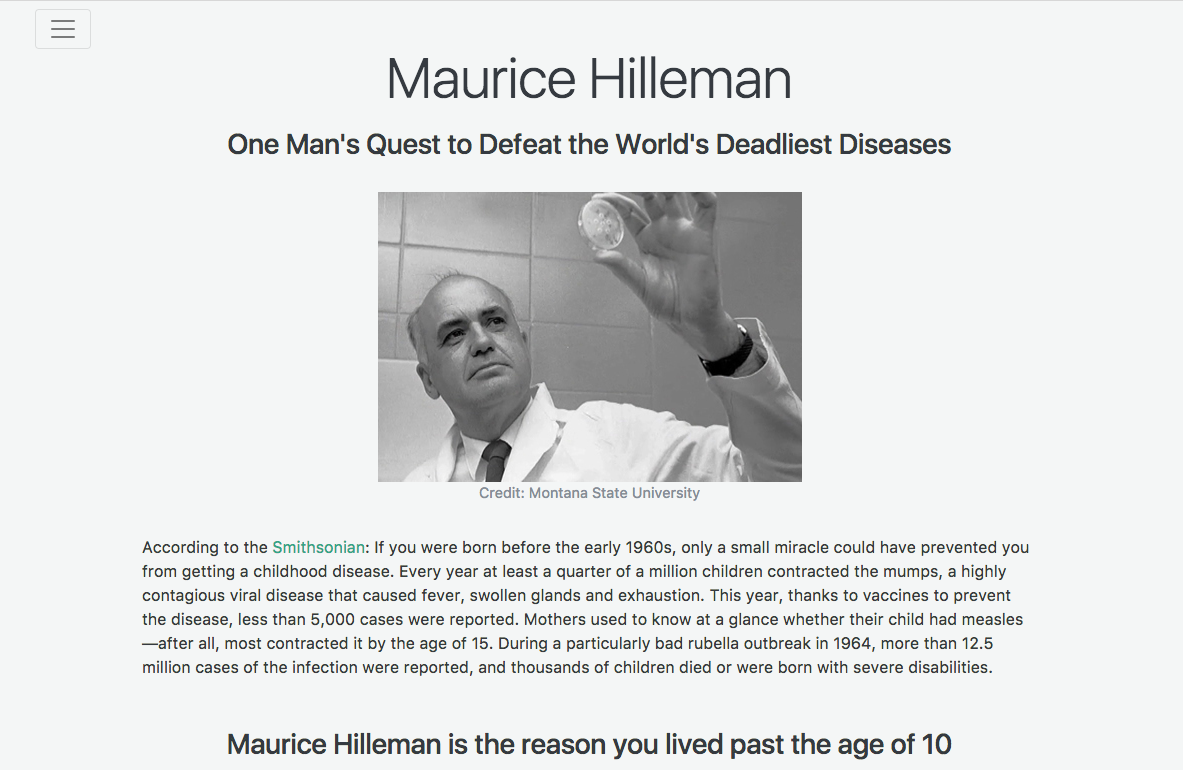 Maurice Hilleman
One Man's Quest to Defeat the World's Deadliest Diseases
Credit: Montana State University
According to the Smithsonian: If you were born before the early 1960s, only a small miracle could have prevented you
from getting a childhood disease. Every year at least a quarter of a million children contracted the mumps, a highly
contagious viral disease that caused fever, swollen glands and exhaustion. This year, thanks to vaccines to prevent
the disease, less than 5,000 cases were reported. Mothers used to know at a glance whether their child had measles
—after all, most contracted it by the age of 15. During a particularly bad rubella outbreak in 1964, more than 12.5
million cases of the infection were reported, and thousands of children died or were born with severe disabilities.
Maurice Hilleman is the reason you lived past the age of 10